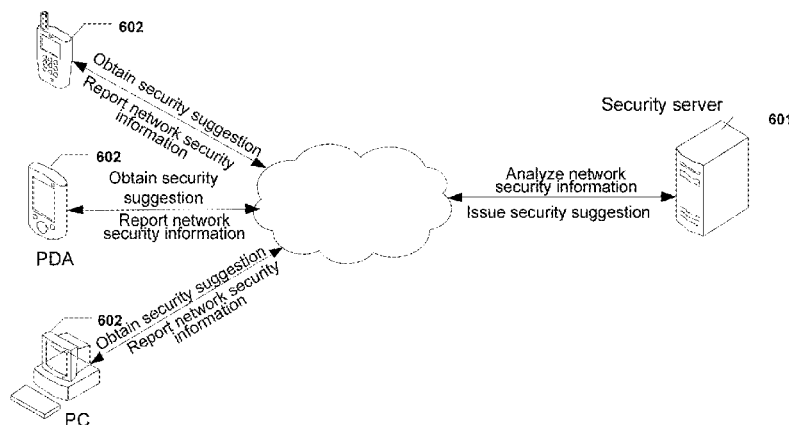 602
Obtain security suggestion
Report network security
information
602
Obtain security
suggestion
Report network
security information
PDA
602
Obtain security suggestion
Report network security
information
PC
Analyze network
security information
Issue security suggestion
Security server
601